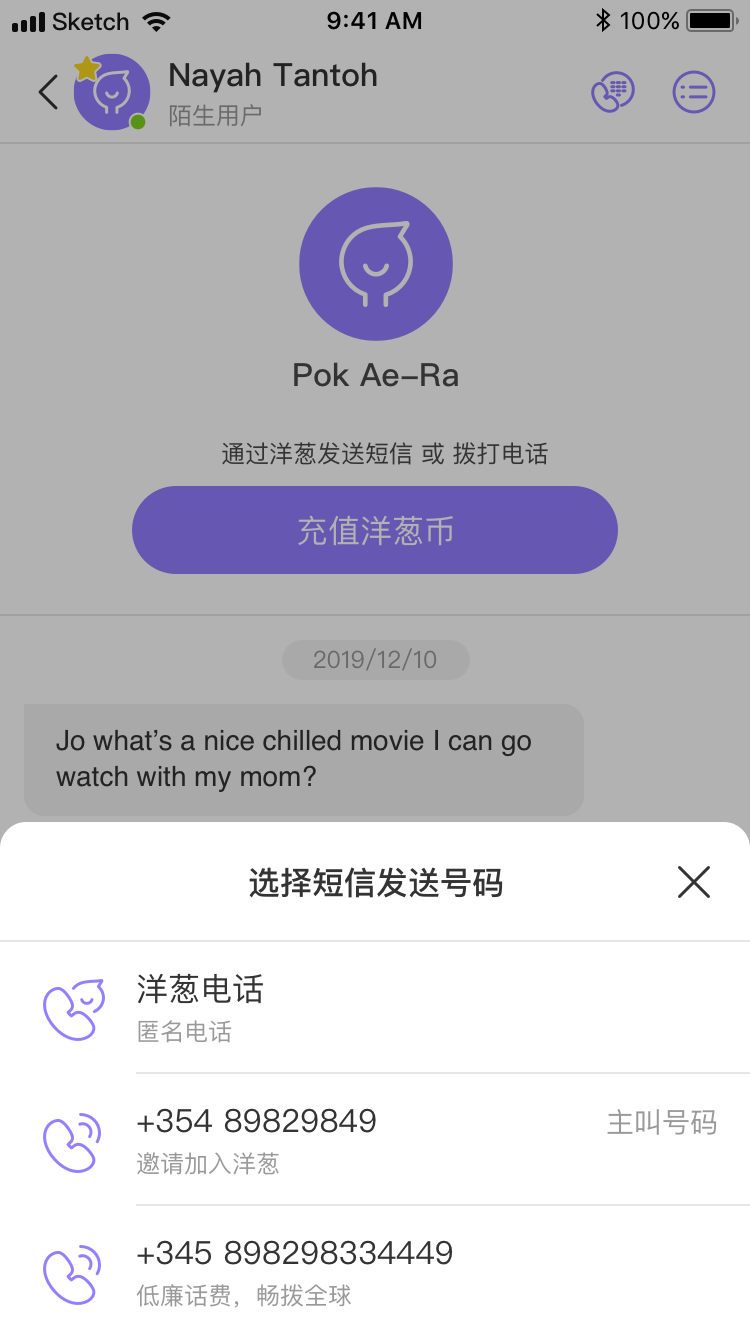 Sketch 9:41 AM 100%
Nayah Tantoh
陌生用户
Pok Ae–Ra
通过洋葱发送短信 或 拨打电话
充值洋葱币
2019/12/10
Jo what’s a nice chilled movie I can go
watch with my mom?
选择短信发送号码
洋葱电话
匿名电话
+354 89829849 主叫号码
邀请加入洋葱
+345 898298334449
低廉话费，畅拨全球